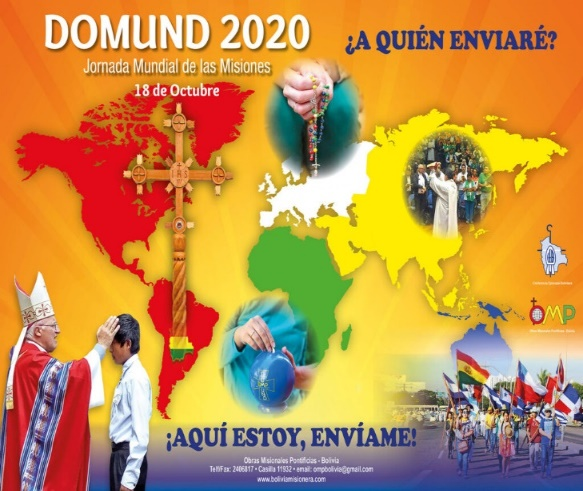 DOMUND 2020
¿A QUIÉN ENVIARÉ?
Jornada Mundial de las Misiones
18 de Octubre
OMP
¡AQUÍ ESTOY, ENVÍAME!
Obras Misionales Pontificias - Bolivia
Telf/Fax: 2406817 • Casilla 11932 • email: ompbolivia@gmail.com
www.boliviamisionera.com